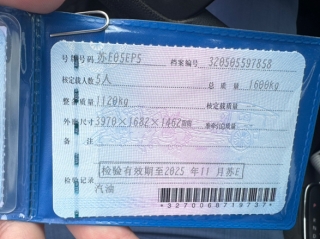 号牌号码 苏E05EP5 档案编号 320505597858
核定载人数 5人 总质量 1600kg
整备质量 1120kg 核定载质量 --
外廓尺寸 3970×1682×1462mm 准牵引总质量 --
备注
检验有效期至2025年11月苏E
检验记录
汽油
*3270068719737*